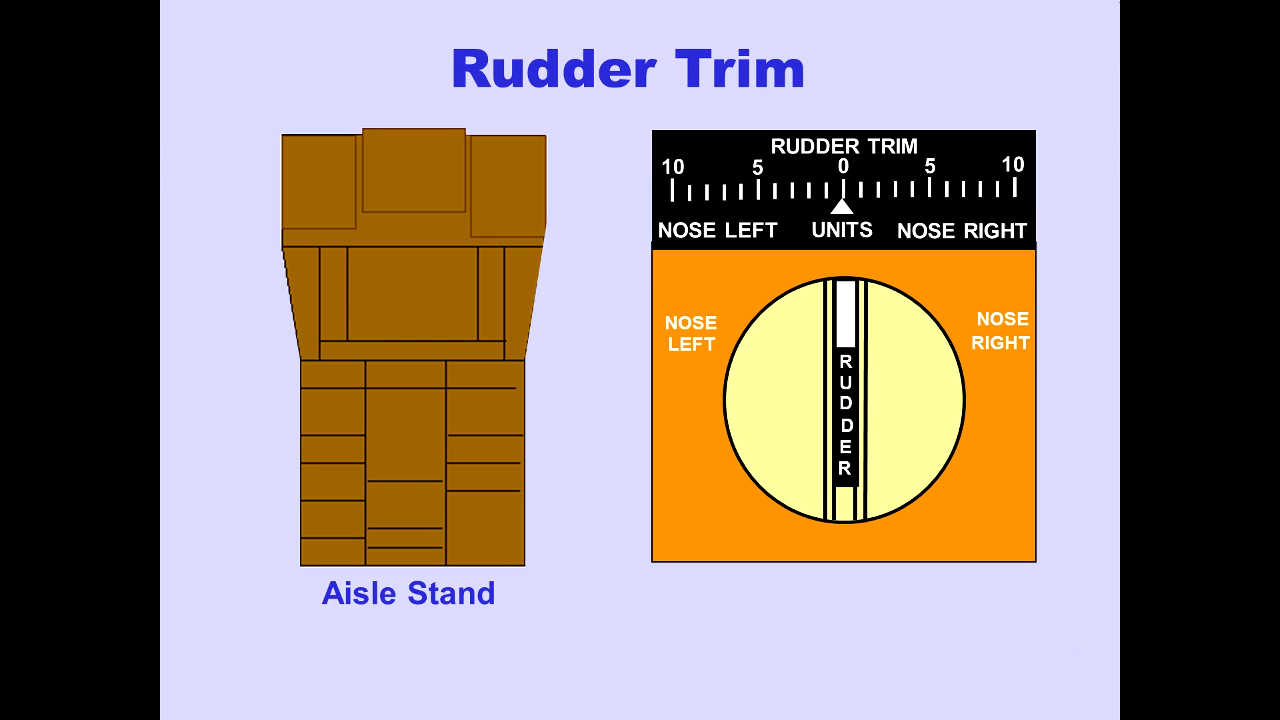 Rudder Trim
RUDDER TRIM
10 5 0 5 10
NOSE LEFT UNITS NOSE RIGHT
NOSE
LEFT
NOSE
RIGHT
RUDDER
Aisle Stand